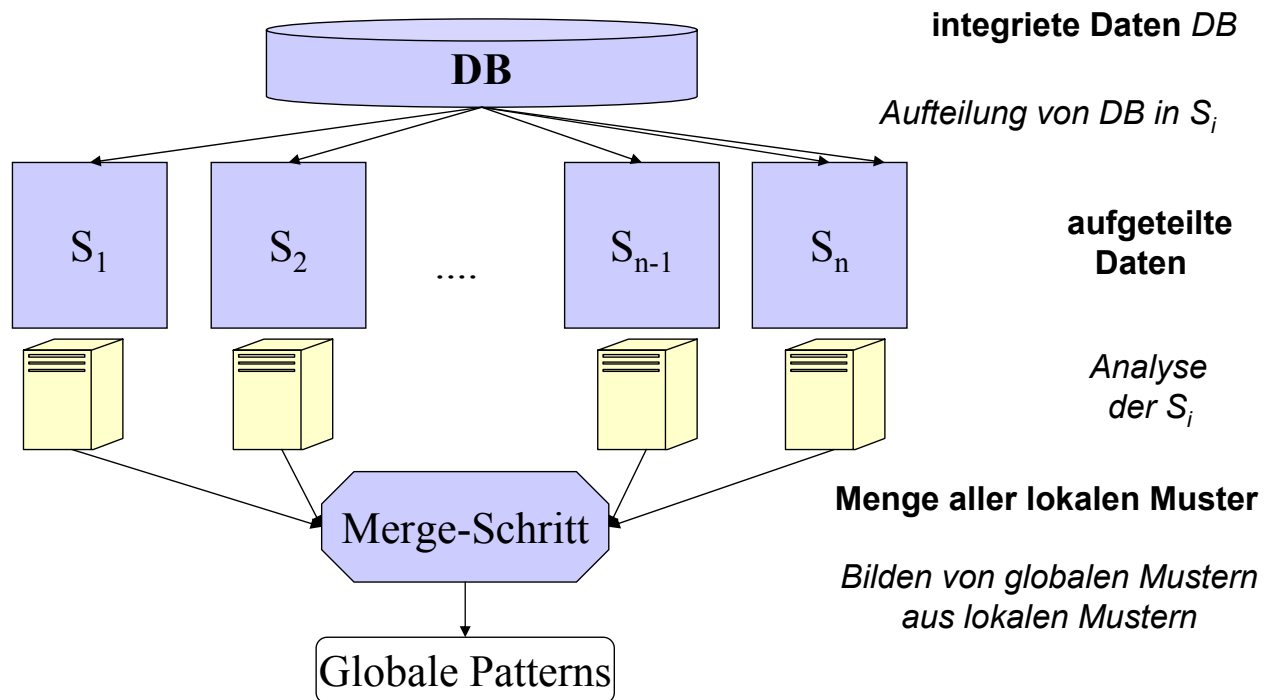 integriete Daten DB
DB
Aufteilung von DB in Sᵢ
S₁
S₂
....
Sₙ₋₁
Sₙ
aufgeteilte
Daten
Analyse
der Sᵢ
Menge aller lokalen Muster
Merge-Schritt
Bilden von globalen Mustern
aus lokalen Mustern
Globale Patterns